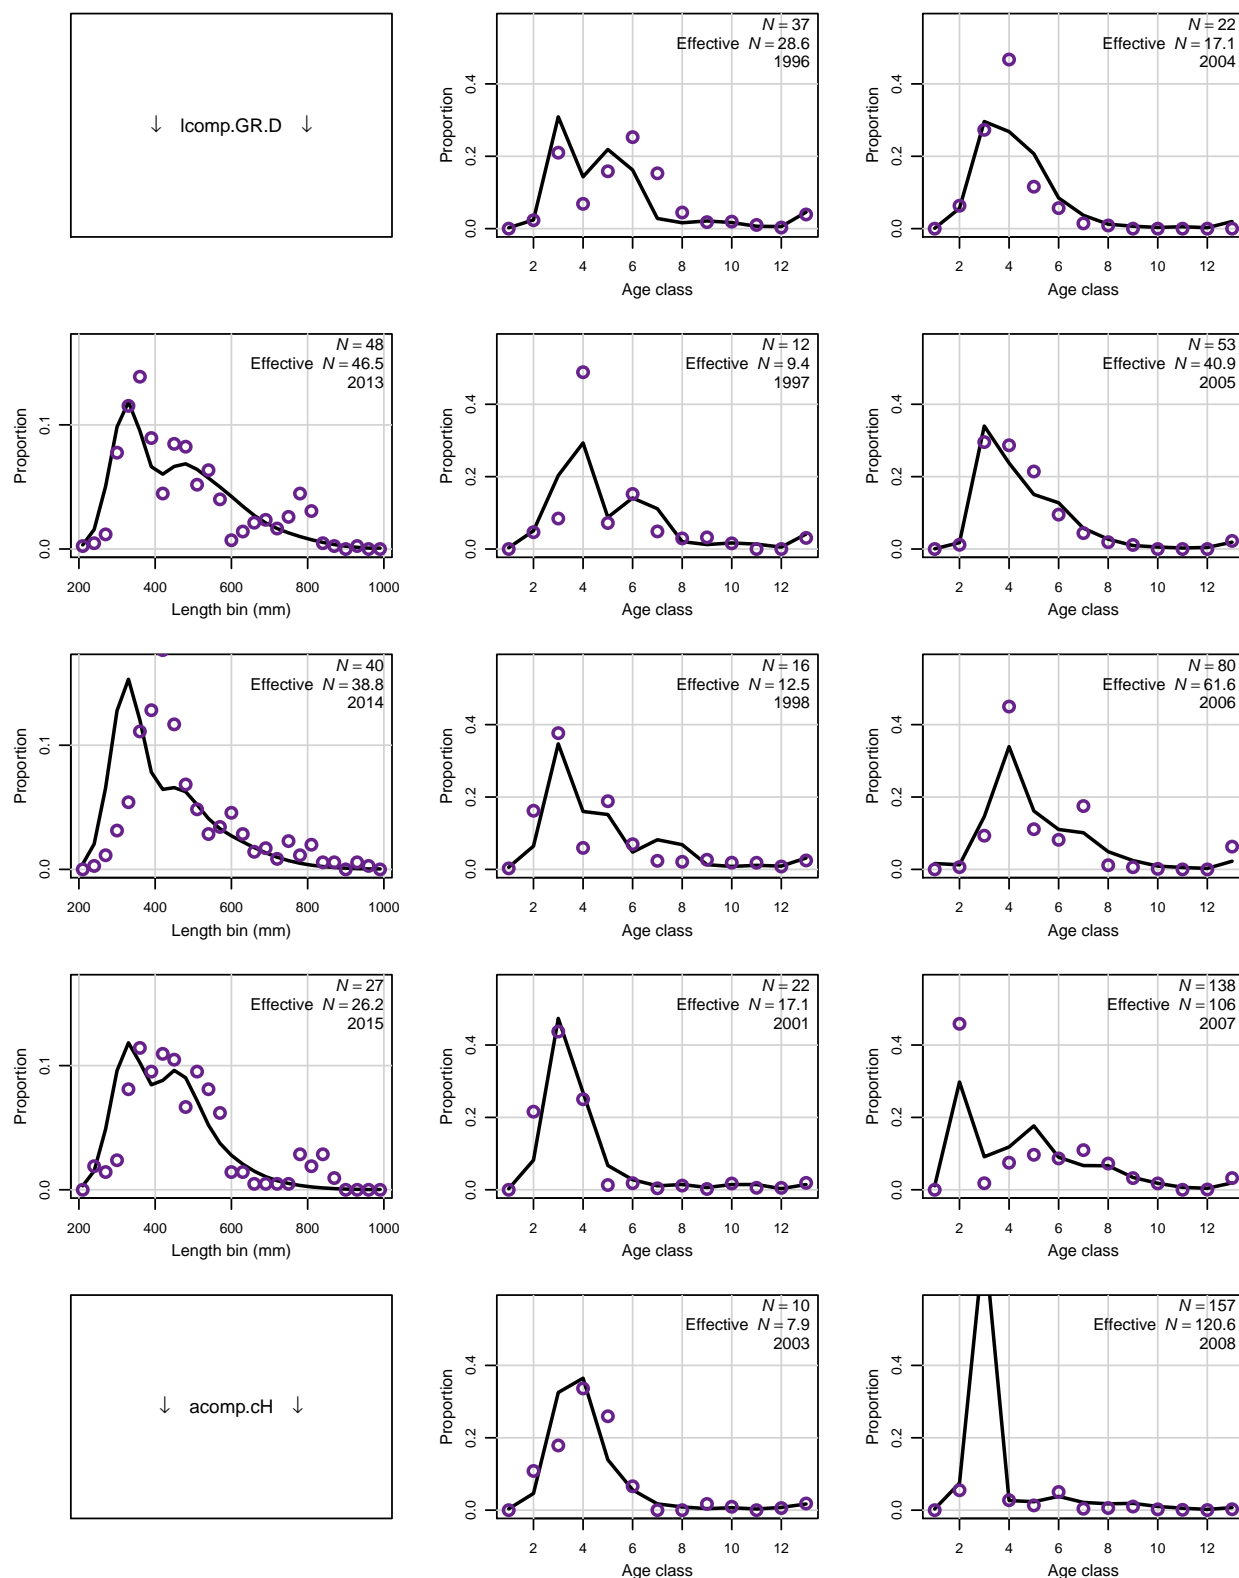 ↓ lcomp.GR.D ↓
N = 48
Effective N = 46.5
2013
Proportion
0.1
0.0
200 400 600 800 1000
Length bin (mm)
N = 40
Effective N = 38.8
2014
Proportion
0.1
0.0
200 400 600 800 1000
Length bin (mm)
N = 27
Effective N = 26.2
2015
Proportion
0.1
0.0
200 400 600 800 1000
Length bin (mm)
↓ acomp.cH ↓
N = 37
Effective N = 28.6
1996
Proportion
0.4
0.2
0.0
2 4 6 8 10 12
Age class
N = 12
Effective N = 9.4
1997
Proportion
0.4
0.2
0.0
2 4 6 8 10 12
Age class
N = 16
Effective N = 12.5
1998
Proportion
0.4
0.2
0.0
2 4 6 8 10 12
Age class
N = 22
Effective N = 17.1
2001
Proportion
0.4
0.2
0.0
2 4 6 8 10 12
Age class
N = 10
Effective N = 7.9
2003
Proportion
0.4
0.2
0.0
2 4 6 8 10 12
Age class
N = 22
Effective N = 17.1
2004
Proportion
0.4
0.2
0.0
2 4 6 8 10 12
Age class
N = 53
Effective N = 40.9
2005
Proportion
0.4
0.2
0.0
2 4 6 8 10 12
Age class
N = 80
Effective N = 61.6
2006
Proportion
0.4
0.2
0.0
2 4 6 8 10 12
Age class
N = 138
Effective N = 106
2007
Proportion
0.4
0.2
0.0
2 4 6 8 10 12
Age class
N = 157
Effective N = 120.6
2008
Proportion
0.4
0.2
0.0
2 4 6 8 10 12
Age class